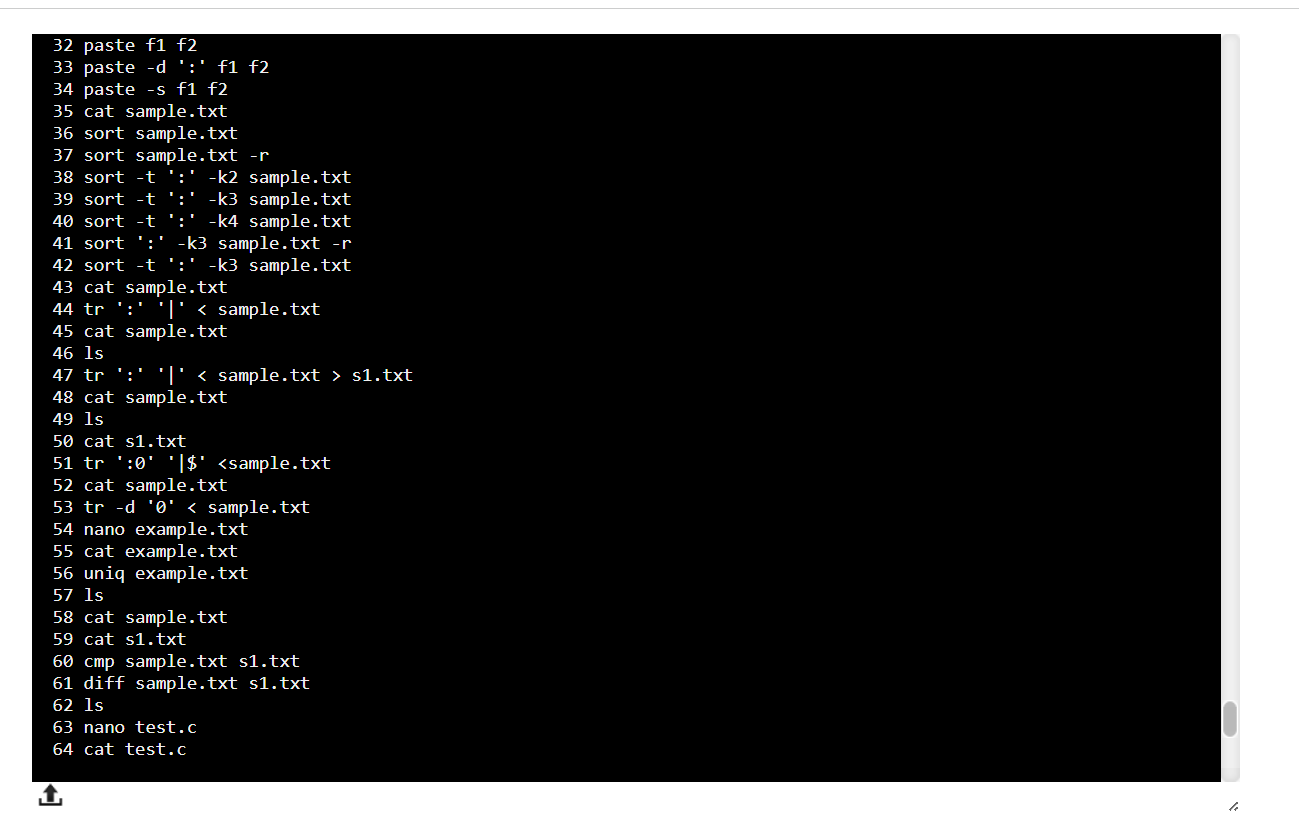 32 paste f1 f2
33 paste -d ':' f1 f2
34 paste -s f1 f2
35 cat sample.txt
36 sort sample.txt
37 sort sample.txt -r
38 sort -t ':' -k2 sample.txt
39 sort -t ':' -k3 sample.txt
40 sort -t ':' -k4 sample.txt
41 sort ':' -k3 sample.txt -r
42 sort -t ':' -k3 sample.txt
43 cat sample.txt
44 tr ':' '|' < sample.txt
45 cat sample.txt
46 ls
47 tr ':' '|' < sample.txt > s1.txt
48 cat sample.txt
49 ls
50 cat s1.txt
51 tr ':0' '|$' <sample.txt
52 cat sample.txt
53 tr -d '0' < sample.txt
54 nano example.txt
55 cat example.txt
56 uniq example.txt
57 ls
58 cat sample.txt
59 cat s1.txt
60 cmp sample.txt s1.txt
61 diff sample.txt s1.txt
62 ls
63 nano test.c
64 cat test.c